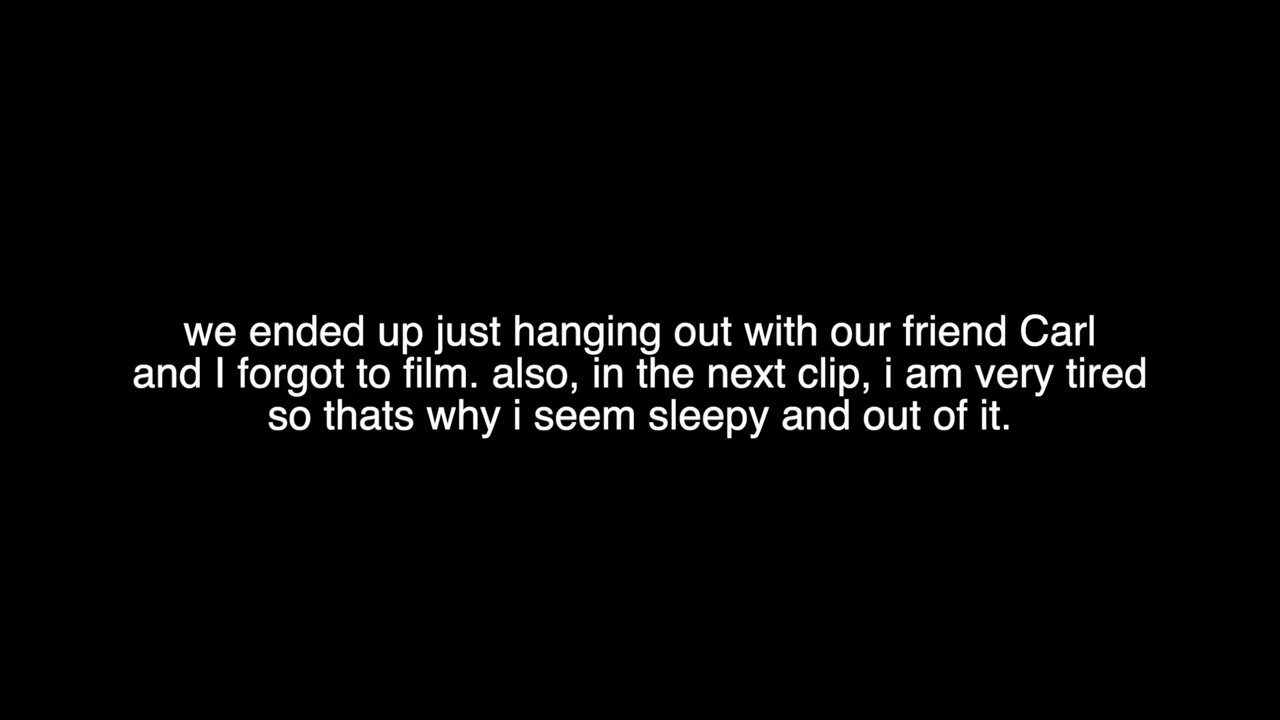 we ended up just hanging out with our friend Carl
and I forgot to film. also, in the next clip, i am very tired
so thats why i seem sleepy and out of it.